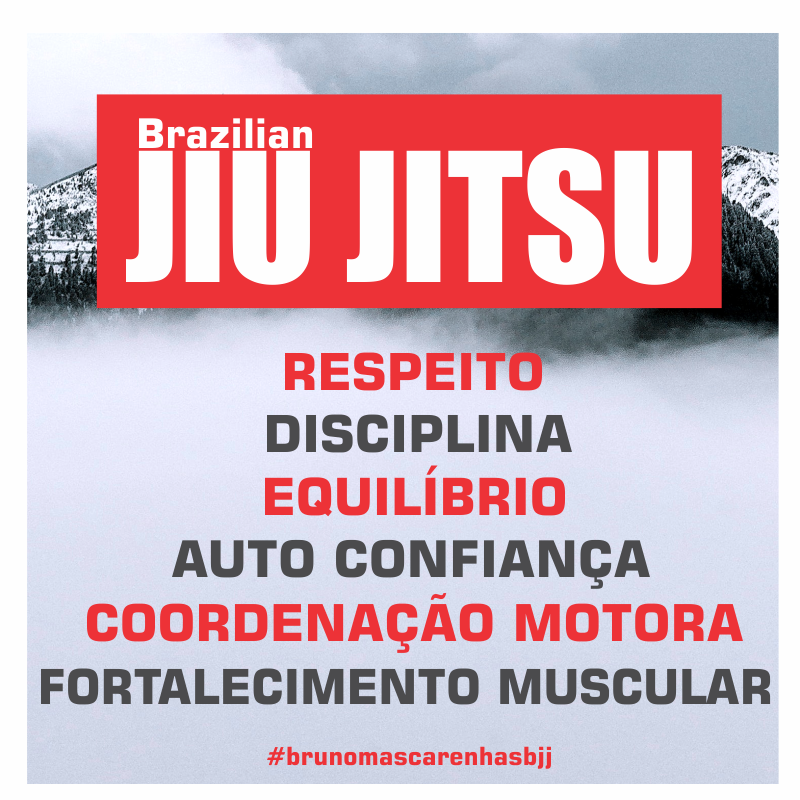 Brazilian
JIU JITSU
RESPEITO
DISCIPLINA
EQUILÍBRIO
AUTO CONFIANÇA
COORDENAÇÃO MOTORA
FORTALECIMENTO MUSCULAR
#brunomascarenhasbjj